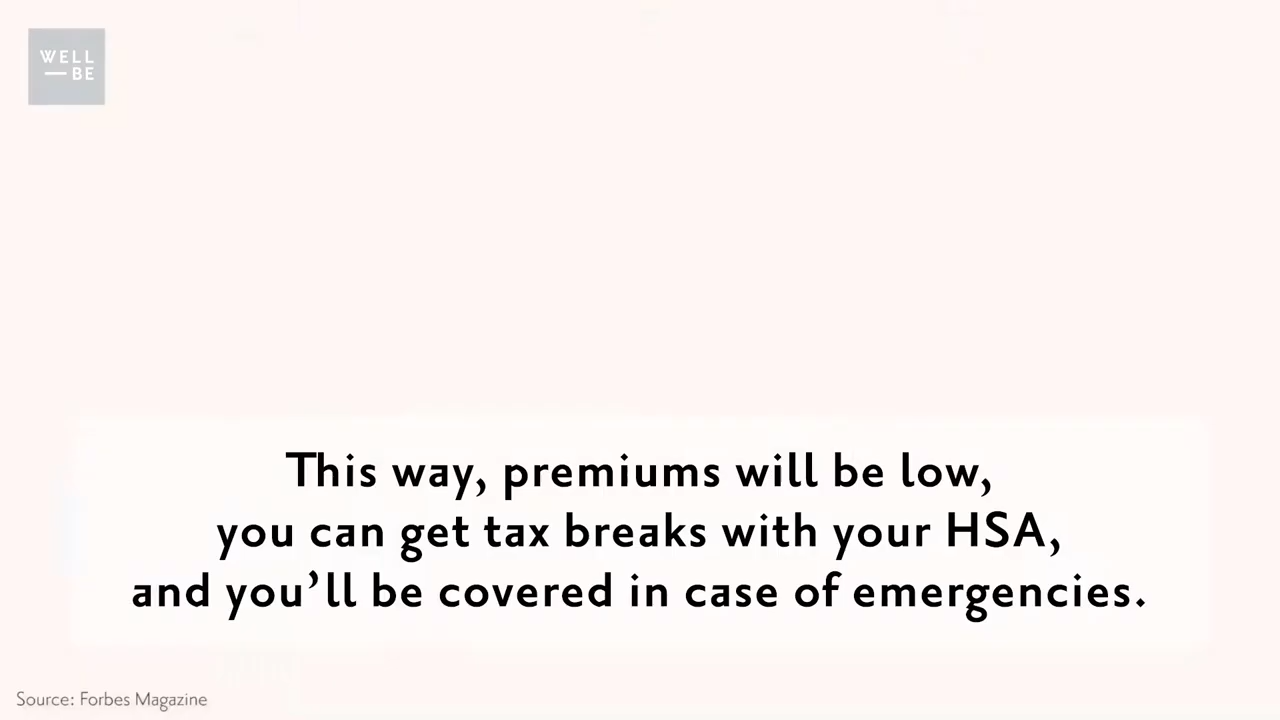 WELL
— BE
This way, premiums will be low,
you can get tax breaks with your HSA,
and you’ll be covered in case of emergencies.
Source: Forbes Magazine